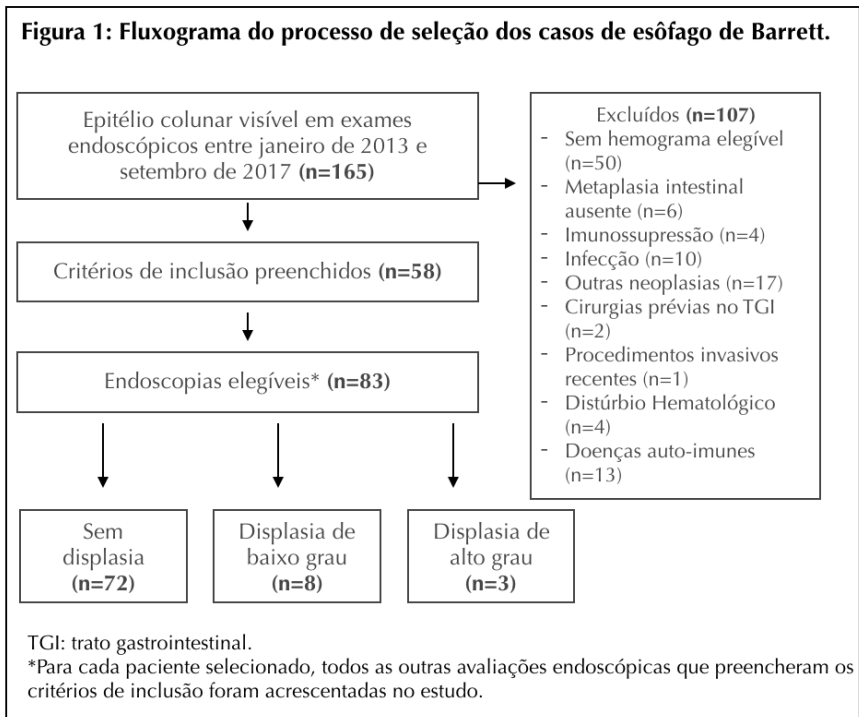 Figura 1: Fluxograma do processo de seleção dos casos de esôfago de Barrett.
Epitélio colunar visível em exames
endoscópicos entre janeiro de 2013 e
setembro de 2017 (n=165)
Critérios de inclusão preenchidos (n=58)
Endoscopias elegíveis* (n=83)
Excluídos (n=107)
- Sem hemograma elegível
(n=50)
- Metaplasia intestinal
ausente (n=6)
- Imunossupressão (n=4)
- Infecção (n=10)
- Outras neoplasias (n=17)
- Cirurgias prévias no TGI
(n=2)
- Procedimentos invasivos
recentes (n=1)
- Distúrbio Hematológico
(n=4)
- Doenças auto-imunes
(n=13)
Sem
displasia
(n=72)
Displasia de
baixo grau
(n=8)
Displasia de
alto grau
(n=3)
TGI: trato gastrointestinal.
*Para cada paciente selecionado, todos as outras avaliações endoscópicas que preencheram os
critérios de inclusão foram acrescentadas no estudo.